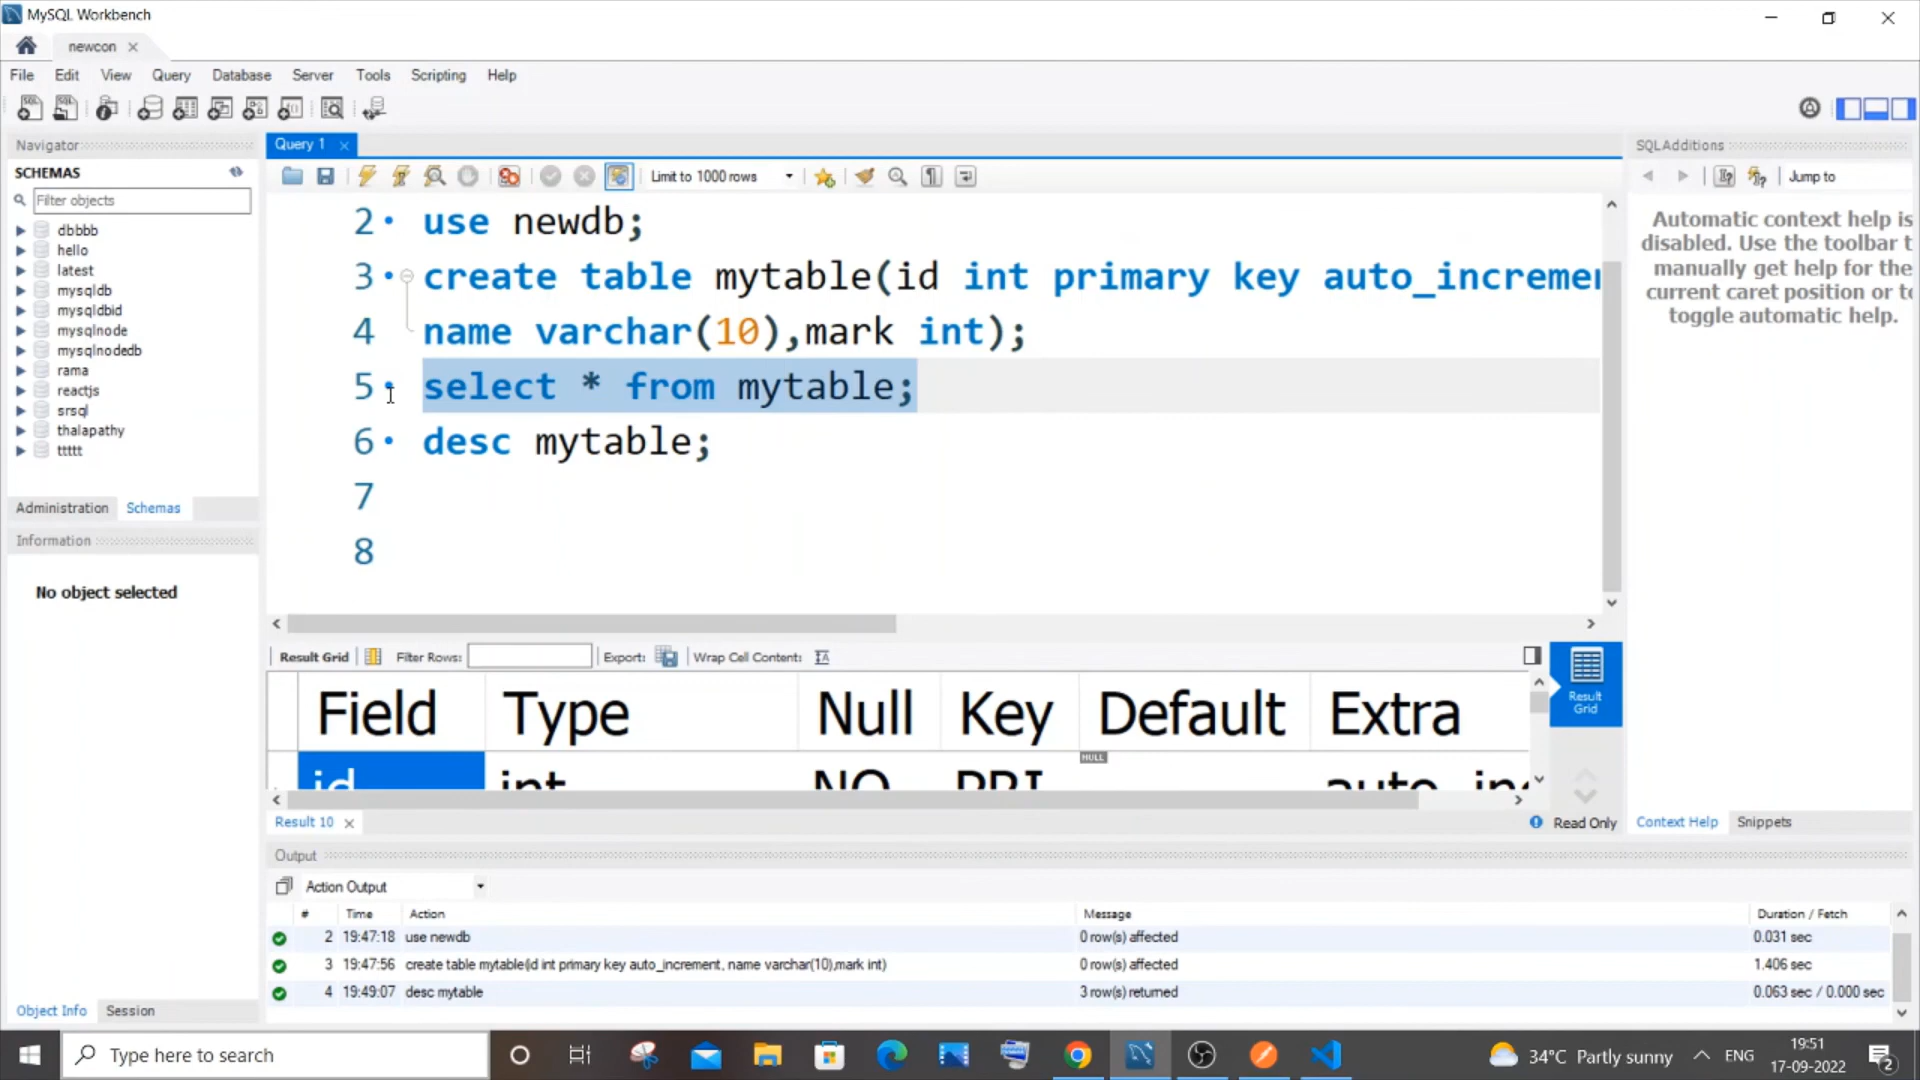 MySQL Workbench
newcon
File Edit View Query Database Server Tools Scripting Help
Navigator
SCHEMAS
Filter objects
dbbbb
hello
latest
mysqldb
mysqldbid
mysqlnode
mysqlnodedb
rama
reactjs
srsql
thalapathy
ttttt
Administration Schemas
Information
No object selected
Object Info Session
Query 1
Limit to 1000 rows
2 use newdb;
3 create table mytable(id int primary key auto_incremen
4 name varchar(10),mark int);
5 select * from mytable;
6 desc mytable;
7
8
Result Grid Filter Rows: Export: Wrap Cell Content:
Field Type Null Key Default Extra
id int NO PRI NULL auto_inc
Result Grid
Result 10
Read Only
SQLAdditions
Jump to
Automatic context help is
disabled. Use the toolbar t
manually get help for the
current caret position or to
toggle automatic help.
Context Help Snippets
Output
Action Output
# Time Action Message Duration / Fetch
2 19:47:18 use newdb 0 row(s) affected 0.031 sec
3 19:47:56 create table mytable(id int primary key auto_increment, name varchar(10),mark int) 0 row(s) affected 1.406 sec
4 19:49:07 desc mytable 3 row(s) returned 0.063 sec / 0.000 sec
Type here to search
34°C Partly sunny
ENG
19:51
17-09-2022
2